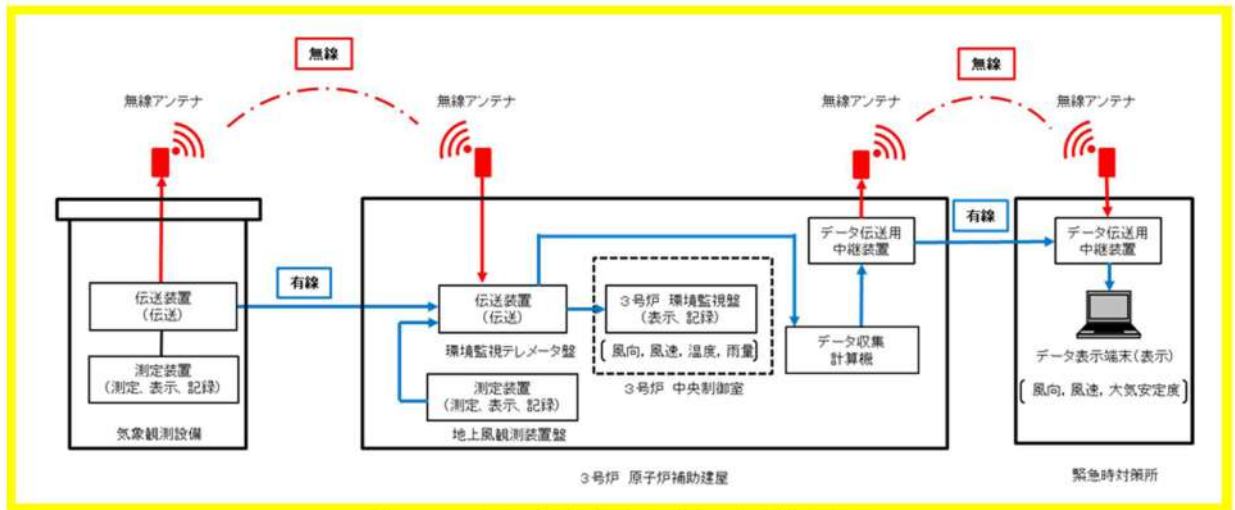 無線
無線
無線アンテナ
無線アンテナ
無線アンテナ
無線アンテナ
有線
有線
伝送装置
(伝送)
測定装置
(測定、表示、記録)
気象観測設備
伝送装置
(伝送)
環境監視テレメータ盤
測定装置
(測定、表示、記録)
地上風観測装置盤
3号炉 環境監視盤
(表示、記録)
[風向，風速，温度，雨量]
3号炉 中央制御室
データ伝送用
中継装置
データ収集
計算機
3号炉 原子炉補助建屋
データ伝送用
中継装置
データ表示端末(表示)
[風向，風速，大気安定度]
緊急時対策所